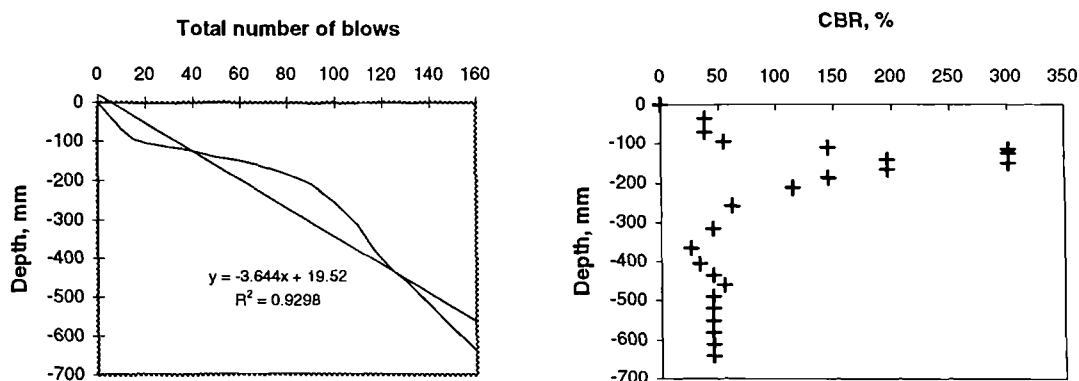 Total number of blows
0 20 40 60 80 100 120 140 160
0
-100
-200
-300
-400
-500
-600
-700
Depth, mm
y = -3.644x + 19.52
R² = 0.9298
CBR, %
0 50 100 150 200 250 300 350
0
-100
-200
-300
-400
-500
-600
-700
Depth, mm